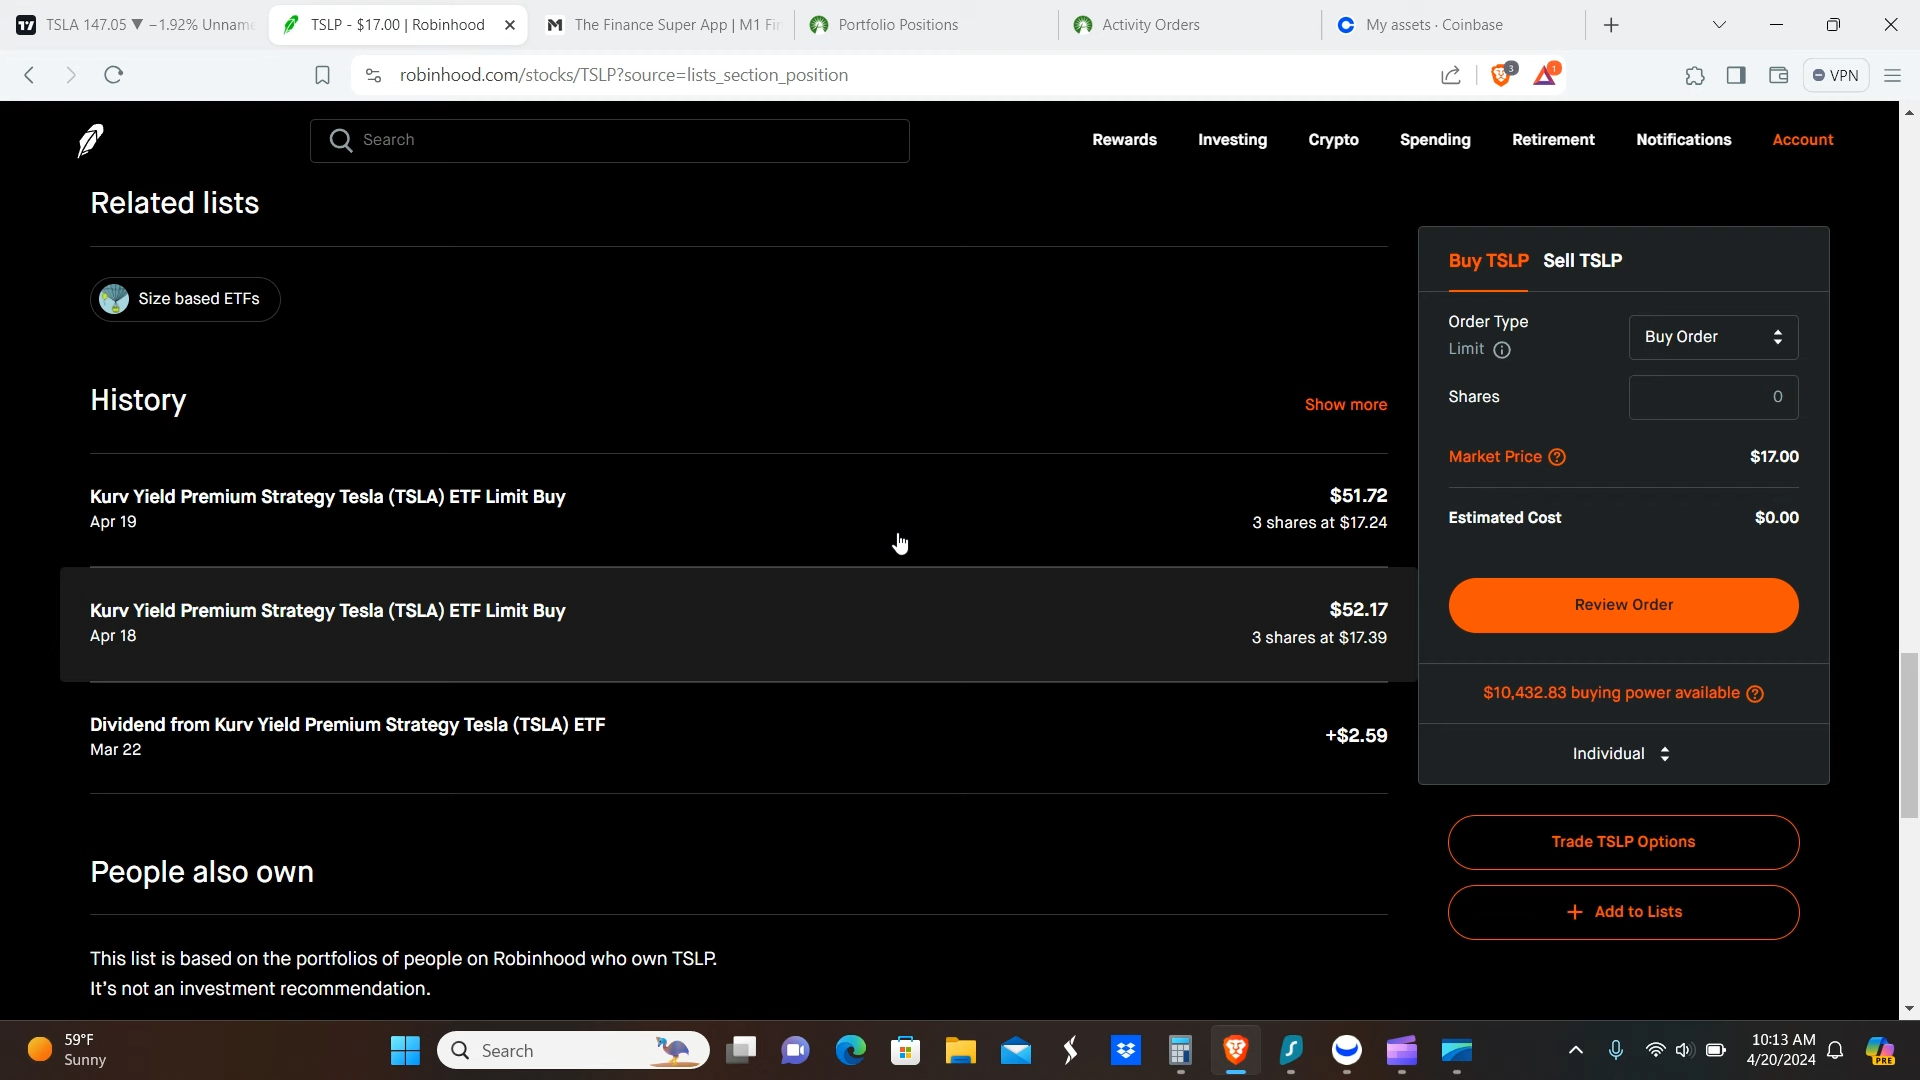 TSLA 147.05 ▼ −1.92% Unname
TSLP - $17.00 | Robinhood
The Finance Super App | M1 Fin
Portfolio Positions
Activity Orders
My assets · Coinbase
robinhood.com/stocks/TSLP?source=lists_section_position
3
1
VPN
Search
Rewards
Investing
Crypto
Spending
Retirement
Notifications
Account
Related lists
Size based ETFs
History
Show more
Kurv Yield Premium Strategy Tesla (TSLA) ETF Limit Buy
$51.72
Apr 19
3 shares at $17.24
Kurv Yield Premium Strategy Tesla (TSLA) ETF Limit Buy
$52.17
Apr 18
3 shares at $17.39
Dividend from Kurv Yield Premium Strategy Tesla (TSLA) ETF
+$2.59
Mar 22
People also own
This list is based on the portfolios of people on Robinhood who own TSLP.
It's not an investment recommendation.
Buy TSLP
Sell TSLP
Order Type
Limit
Buy Order
Shares
0
Market Price
$17.00
Estimated Cost
$0.00
Review Order
$10,432.83 buying power available
Individual
Trade TSLP Options
+ Add to Lists
59°F
Sunny
Search
10:13 AM
4/20/2024
PRE